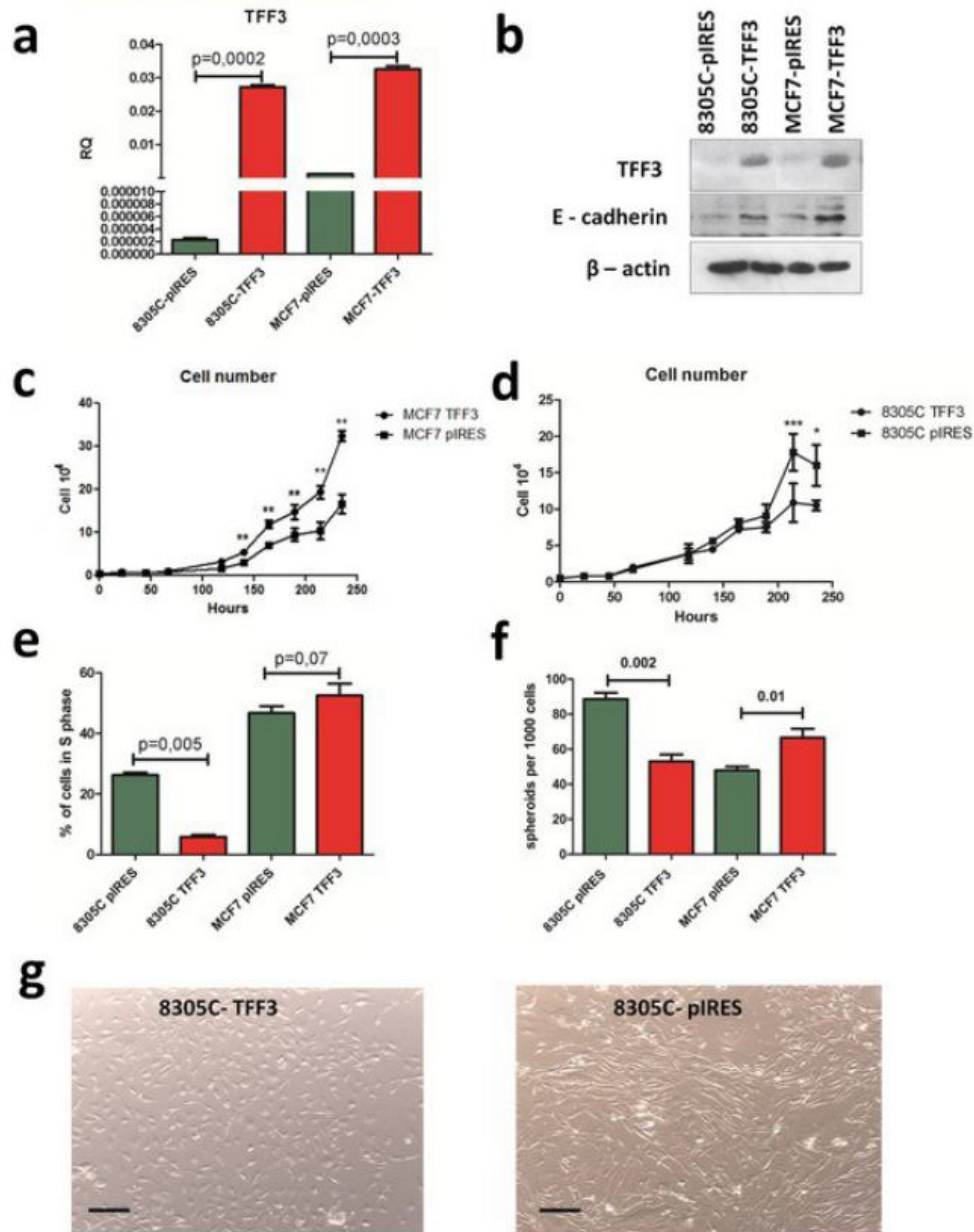 a
TFF3
p=0,0002
p=0,0003
RQ
0.04
0.03
0.02
0.01
0.000010
0.000008
0.000006
0.000004
0.000002
0.000000
8305C-pIRES
8305C-TFF3
MCF7-pIRES
MCF7-TFF3
b
8305C-pIRES
8305C-TFF3
MCF7-pIRES
MCF7-TFF3
TFF3
E - cadherin
β – actin
c
Cell number
MCF7 TFF3
MCF7 pIRES
Cell 10⁴
40
30
20
10
0
** ** ** ** **
0 50 100 150 200 250
Hours
d
Cell number
8305C TFF3
8305C pIRES
Cell 10⁴
25
20
15
10
5
0
*** *
0 50 100 150 200 250
Hours
e
p=0,07
p=0,005
% of cells in S phase
60
40
20
0
8305C pIRES
8305C TFF3
MCF7 pIRES
MCF7 TFF3
f
0.002
0.01
spheroids per 1000 cells
100
80
60
40
20
0
8305C pIRES
8305C TFF3
MCF7 pIRES
MCF7 TFF3
g
8305C- TFF3
8305C- pIRES